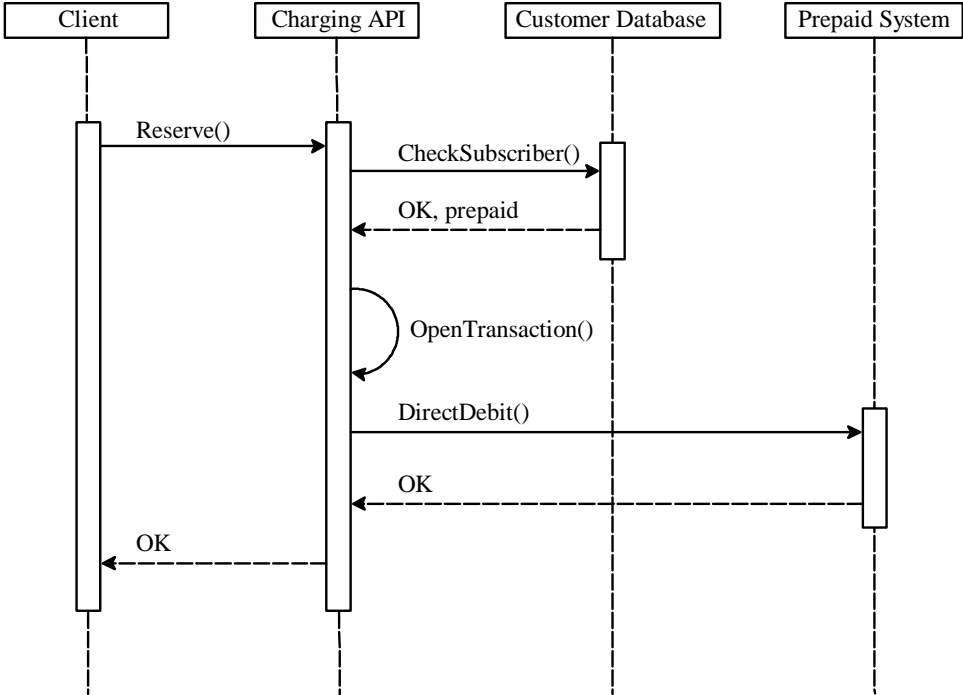 Client
Charging API
Customer Database
Prepaid System
Reserve()
CheckSubscriber()
OK, prepaid
OpenTransaction()
DirectDebit()
OK
OK